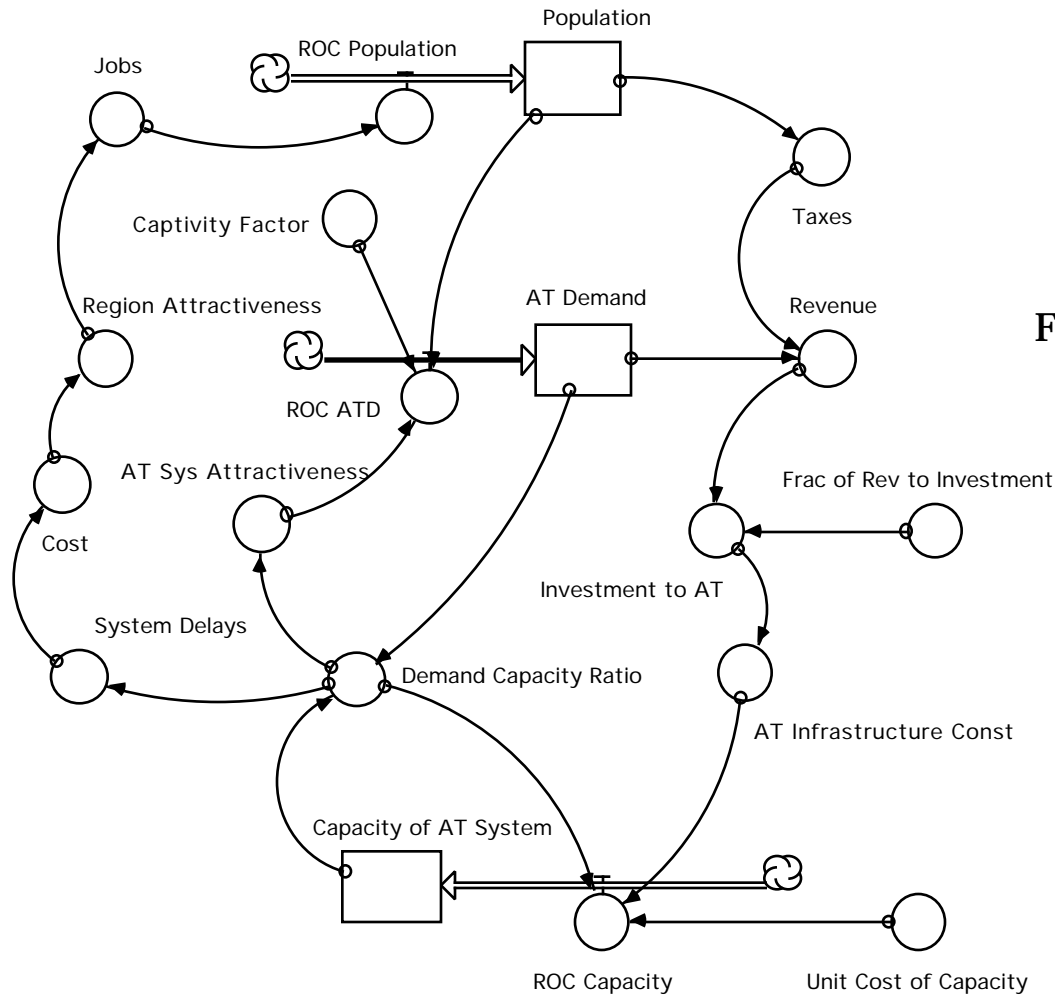 Population
ROC Population
Jobs
Captivity Factor
Taxes
Region Attractiveness
AT Demand
Revenue
F
ROC ATD
AT Sys Attractiveness
Frac of Rev to Investment
Cost
Investment to AT
System Delays
Demand Capacity Ratio
AT Infrastructure Const
Capacity of AT System
ROC Capacity
Unit Cost of Capacity